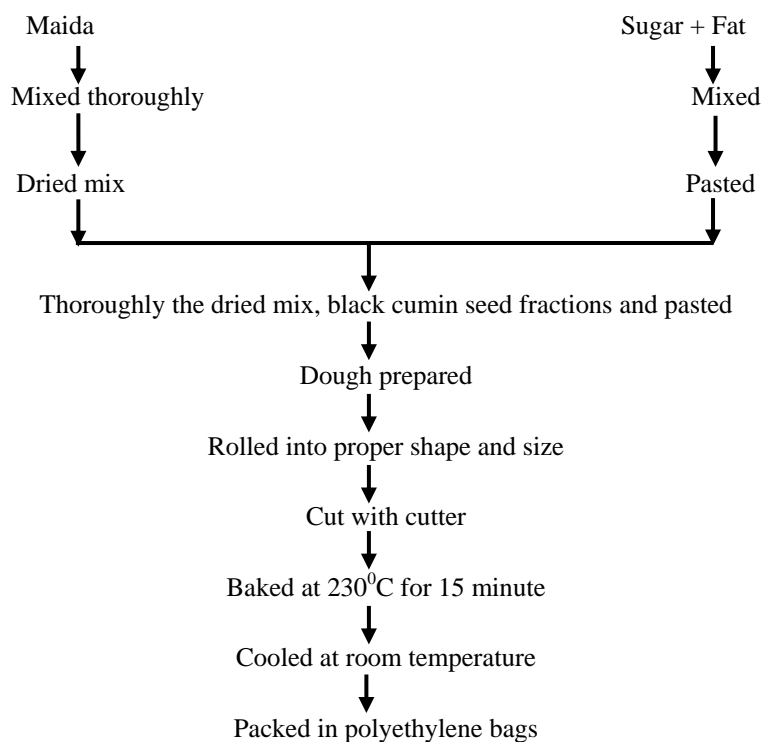 Maida
Sugar + Fat
Mixed thoroughly
Mixed
Dried mix
Pasted
Thoroughly the dried mix, black cumin seed fractions and pasted
Dough prepared
Rolled into proper shape and size
Cut with cutter
Baked at 230⁰C for 15 minute
Cooled at room temperature
Packed in polyethylene bags